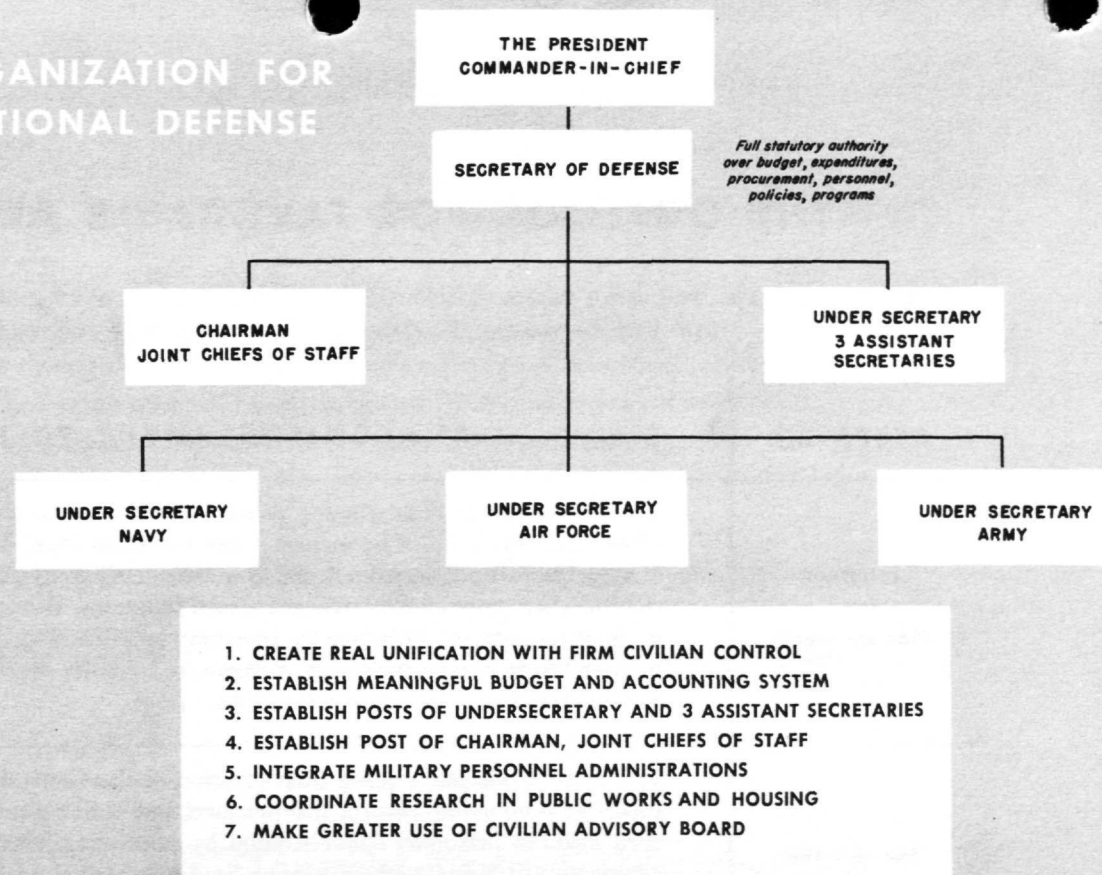 GANIZATION FOR
TIONAL DEFENSE
THE PRESIDENT
COMMANDER-IN-CHIEF
SECRETARY OF DEFENSE
Full statutory authority
over budget, expenditures,
procurement, personnel,
policies, programs
CHAIRMAN
JOINT CHIEFS OF STAFF
UNDER SECRETARY
3 ASSISTANT
SECRETARIES
UNDER SECRETARY
NAVY
UNDER SECRETARY
AIR FORCE
UNDER SECRETARY
ARMY
1. CREATE REAL UNIFICATION WITH FIRM CIVILIAN CONTROL
2. ESTABLISH MEANINGFUL BUDGET AND ACCOUNTING SYSTEM
3. ESTABLISH POSTS OF UNDERSECRETARY AND 3 ASSISTANT SECRETARIES
4. ESTABLISH POST OF CHAIRMAN, JOINT CHIEFS OF STAFF
5. INTEGRATE MILITARY PERSONNEL ADMINISTRATIONS
6. COORDINATE RESEARCH IN PUBLIC WORKS AND HOUSING
7. MAKE GREATER USE OF CIVILIAN ADVISORY BOARD